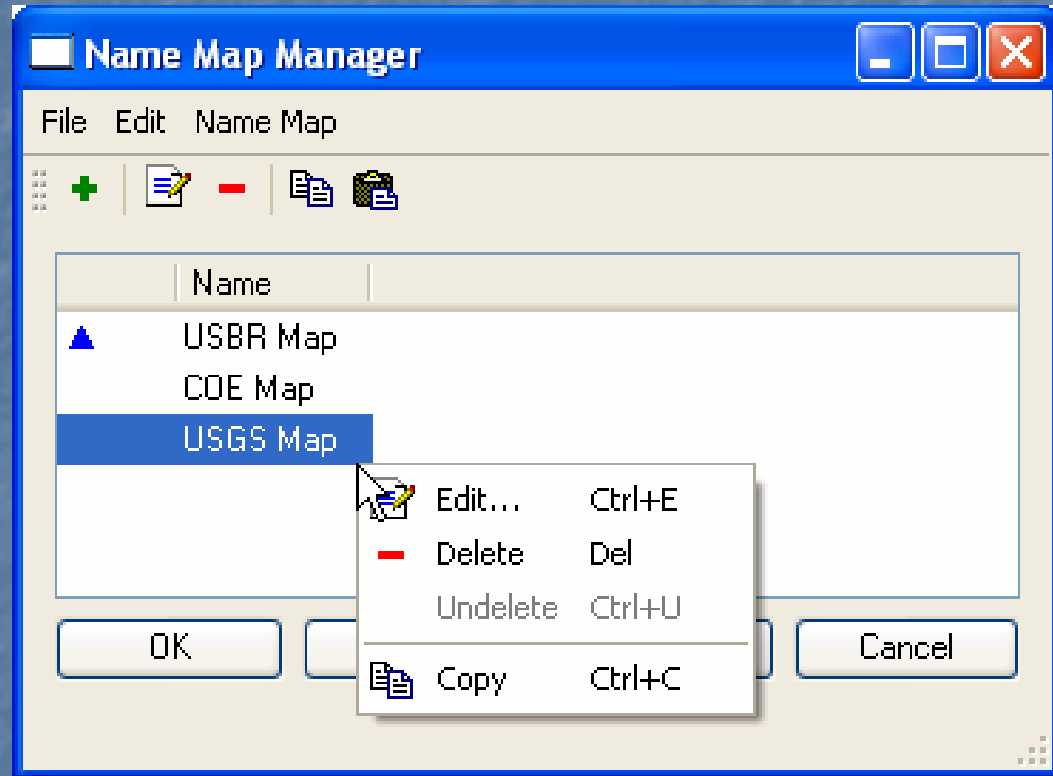 Name Map Manager
File Edit Name Map
Name
USBR Map
COE Map
USGS Map
Edit... Ctrl+E
Delete Del
Undelete Ctrl+U
Copy Ctrl+C
OK Cancel